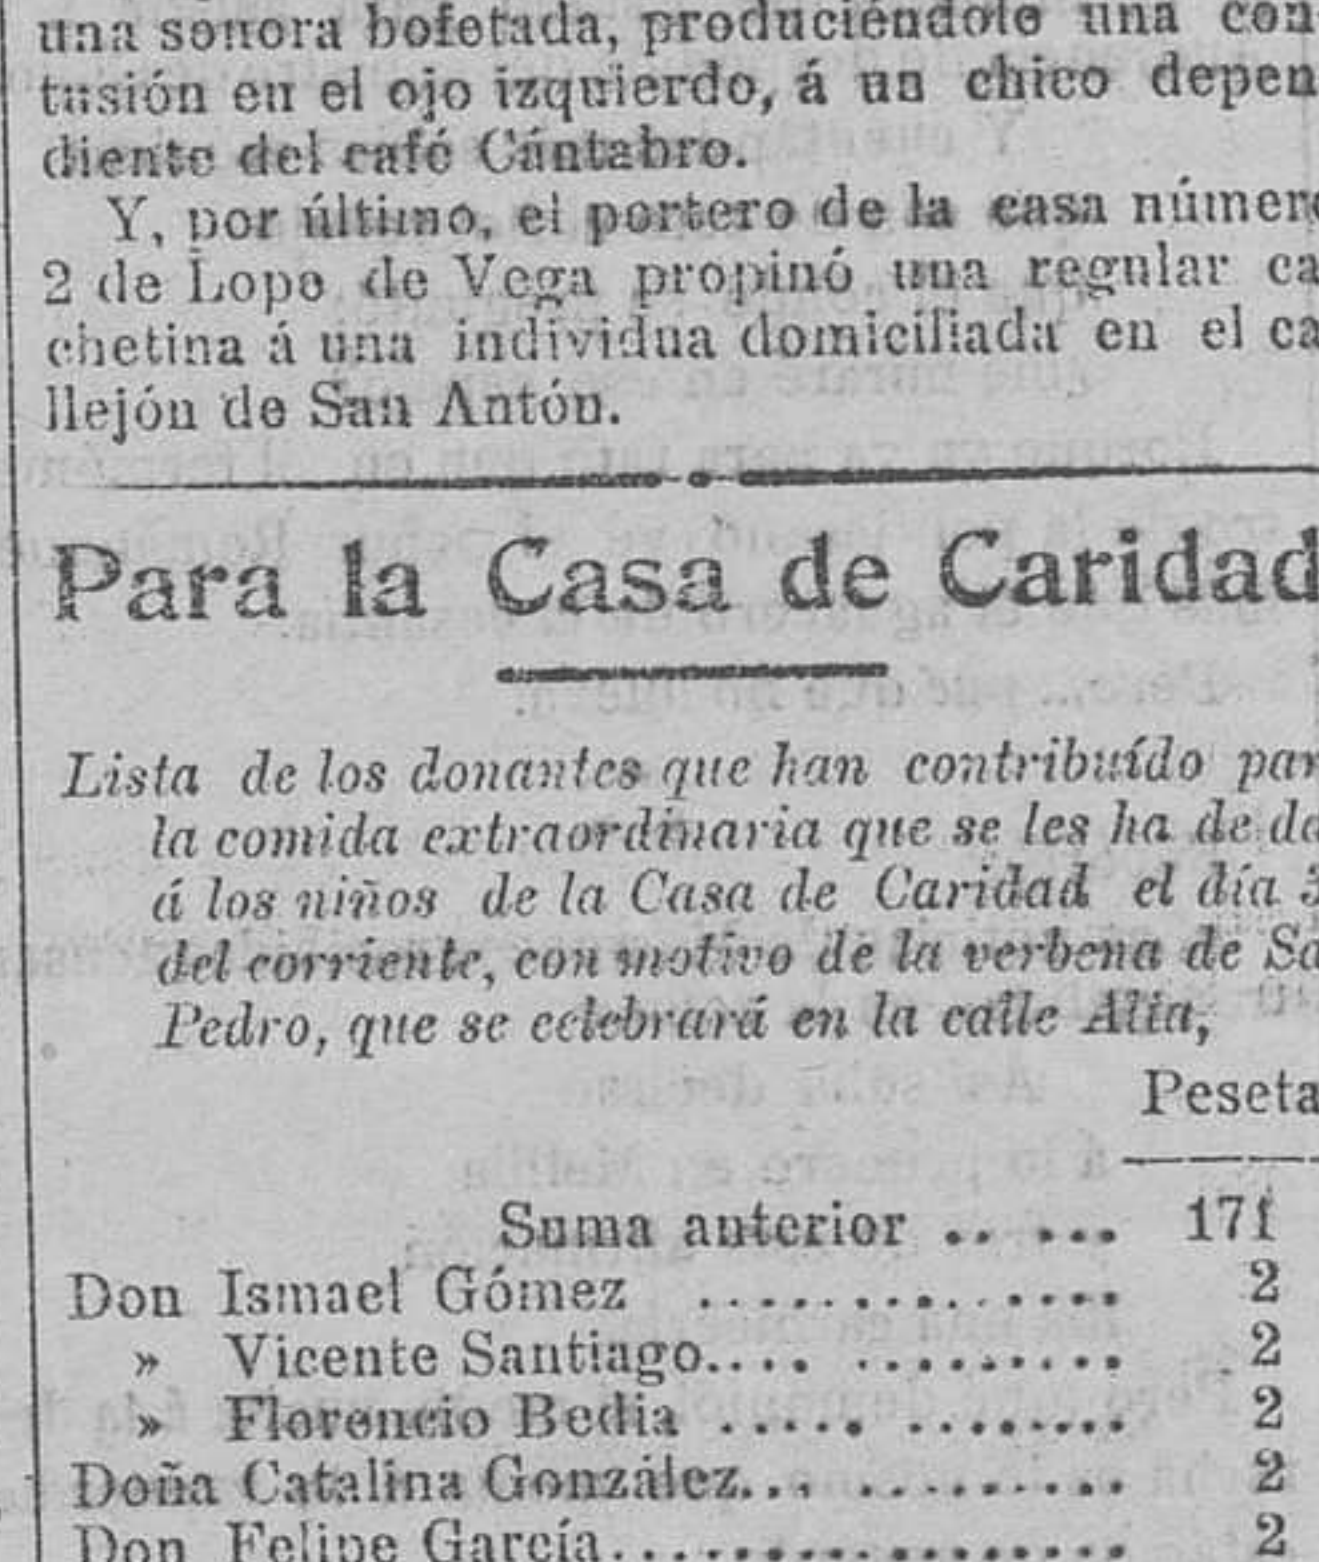 una sonora bofetada, produciéndole una con
tusión en el ojo izquierdo, á un chico depen
diente del café Cántabro.
Y, por último, el portero de la casa número
2 de Lope de Vega propinó una regular ca
chetina á una individua domiciliada en el ca
llejón de San Antón.
Para la Casa de Caridad
Lista de los donantes que han contribuído par
la comida extraordinaria que se les ha de da
á los niños de la Casa de Caridad el día
del corriente, con motivo de la verbena de Sa
Pedro, que se celebrará en la calle Alta,
Peseta
Suma anterior .. ... 171
Don Ismael Gómez .............. 2
» Vicente Santiago.... ......... 2
» Florencio Bedia ..... ........ 2
Doña Catalina González... ......... 2
Don Felipe García................. 2